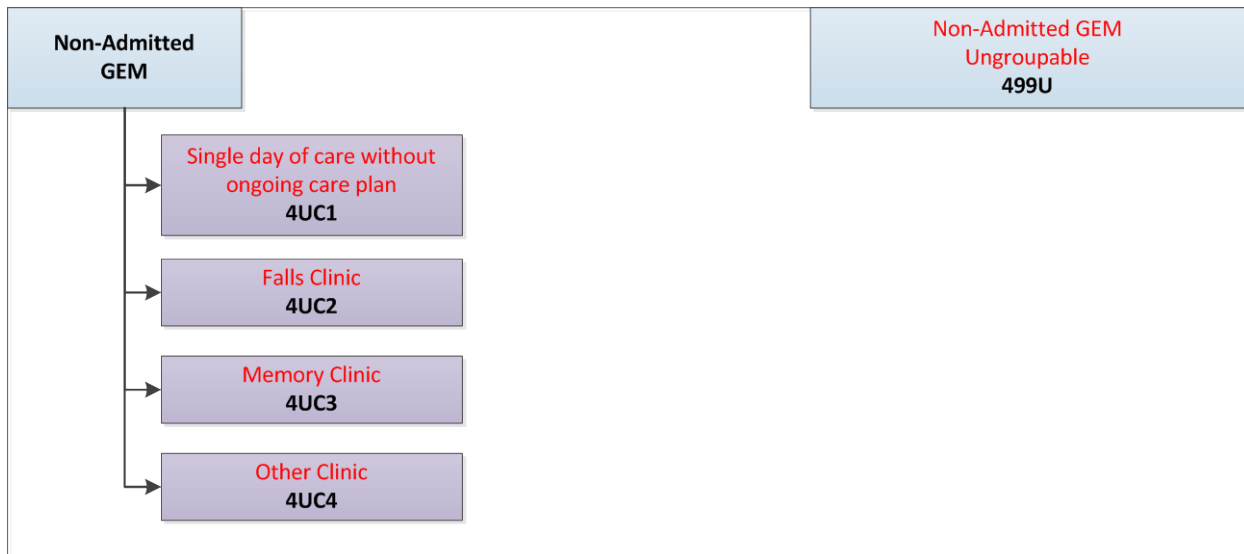 Non-Admitted
GEM
Non-Admitted GEM
Ungroupable
499U
Single day of care without
ongoing care plan
4UC1
Falls Clinic
4UC2
Memory Clinic
4UC3
Other Clinic
4UC4